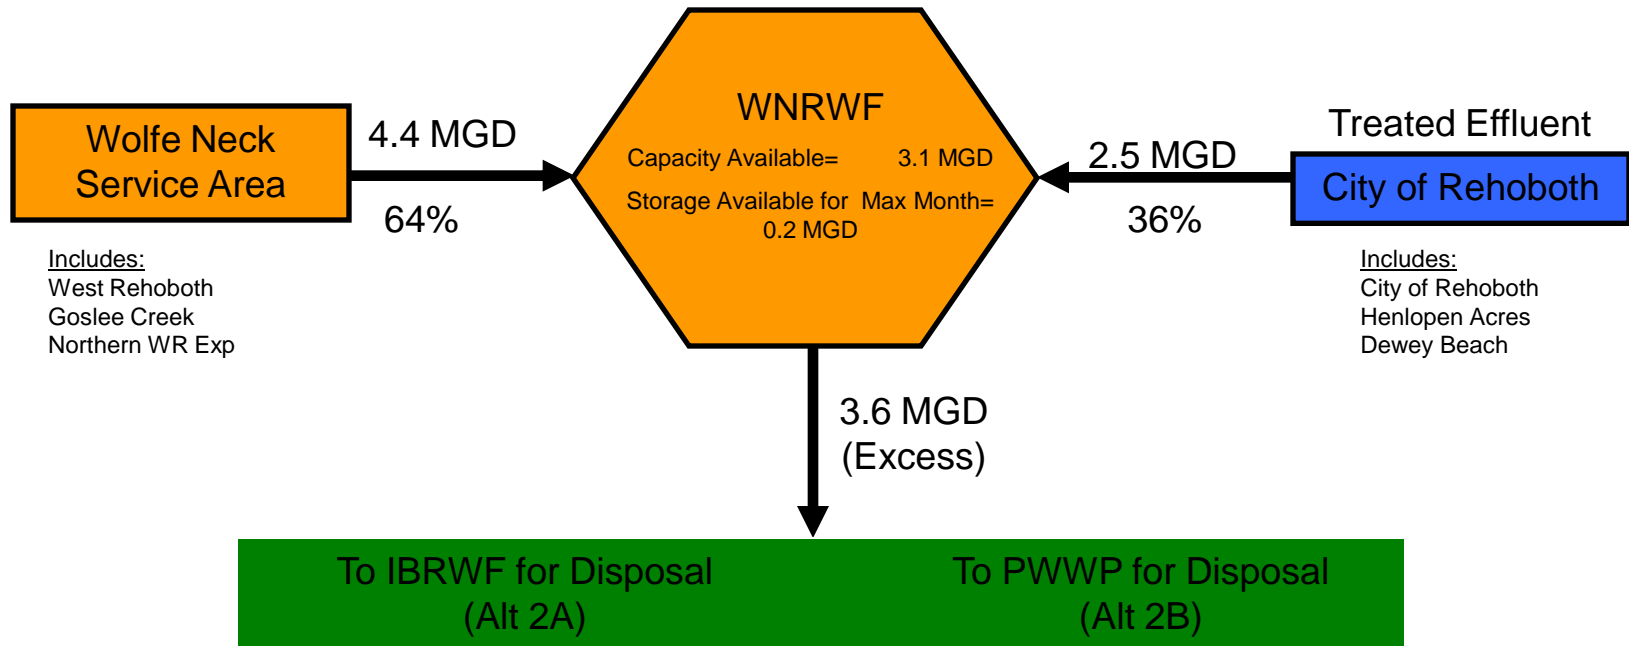 WNRWF
Capacity Available= 3.1 MGD
Storage Available for Max Month=
0.2 MGD
Wolfe Neck
Service Area
4.4 MGD
64%
Includes:
West Rehoboth
Goslee Creek
Northern WR Exp
2.5 MGD
36%
Treated Effluent
City of Rehoboth
Includes:
City of Rehoboth
Henlopen Acres
Dewey Beach
3.6 MGD
(Excess)
To IBRWF for Disposal
(Alt 2A)
To PWWP for Disposal
(Alt 2B)